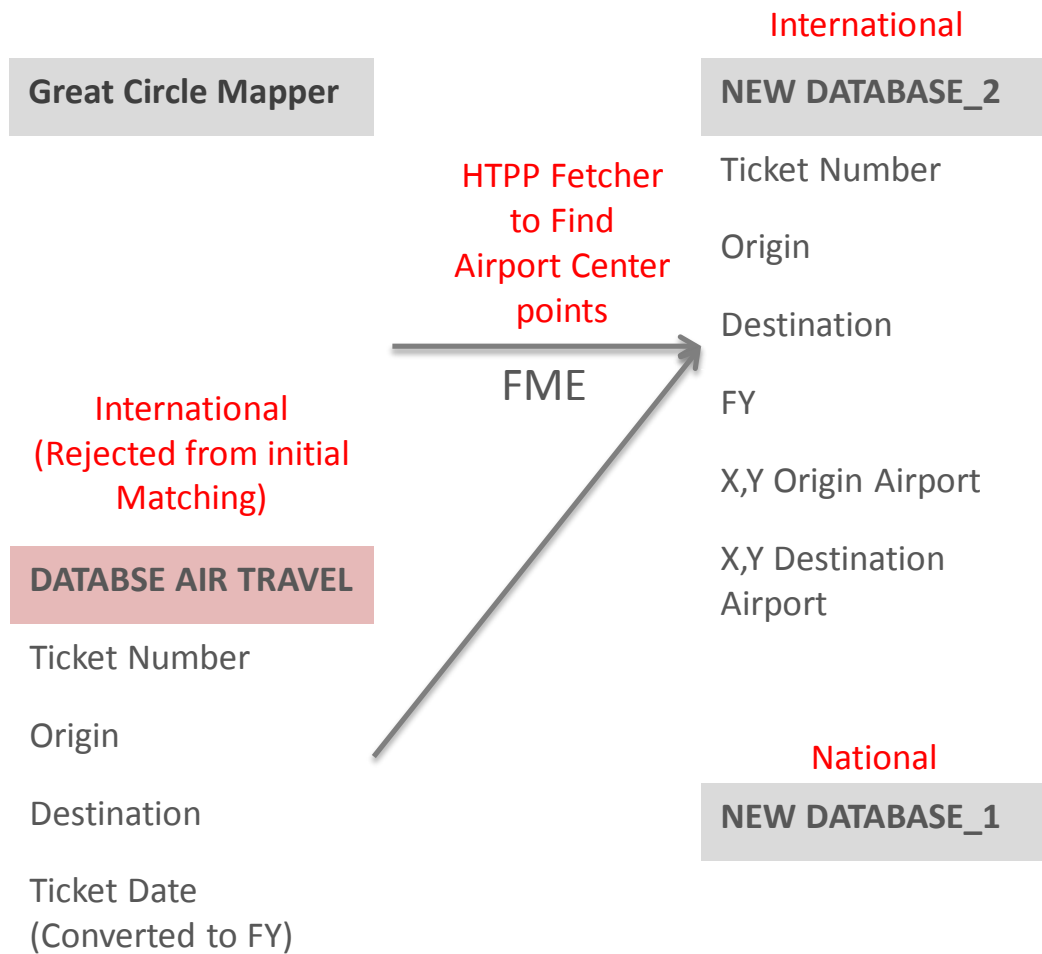 Great Circle Mapper
HTPP Fetcher
to Find
Airport Center
points
FME
International
(Rejected from initial
Matching)
DATABSE AIR TRAVEL
Ticket Number
Origin
Destination
Ticket Date
(Converted to FY)
International
NEW DATABASE_2
Ticket Number
Origin
Destination
FY
X,Y Origin Airport
X,Y Destination
Airport
National
NEW DATABASE_1